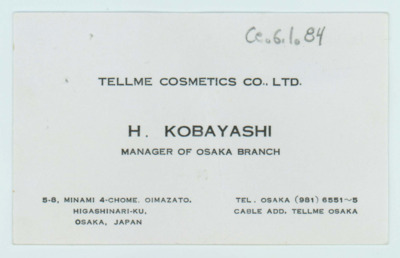 Cc.6.1.84
TELLME COSMETICS CO., LTD.
H. KOBAYASHI
MANAGER OF OSAKA BRANCH
5-8, MINAMI 4-CHOME. OIMAZATO.
HIGASHINARI-KU,
OSAKA, JAPAN
TEL. OSAKA (981) 6551~5
CABLE ADD. TELLME OSAKA